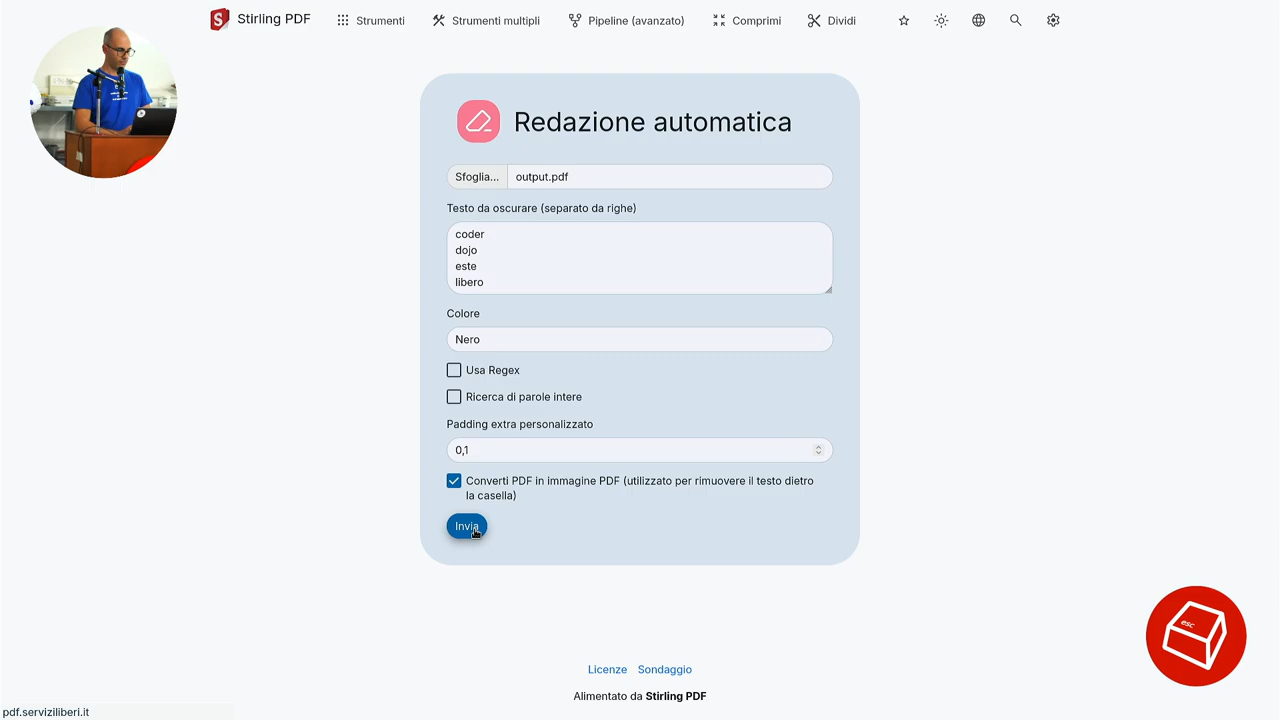 Stirling PDF
Strumenti
Strumenti multipli
Pipeline (avanzato)
Comprimi
Dividi
Redazione automatica
Sfoglia... output.pdf
Testo da oscurare (separato da righe)
coder
dojo
este
libero
Colore
Nero
Usa Regex
Ricerca di parole intere
Padding extra personalizzato
0,1
Converti PDF in immagine PDF (utilizzato per rimuovere il testo dietro
la casella)
Invia
esc
Licenze Sondaggio
Alimentato da Stirling PDF
pdf.serviziliberi.it